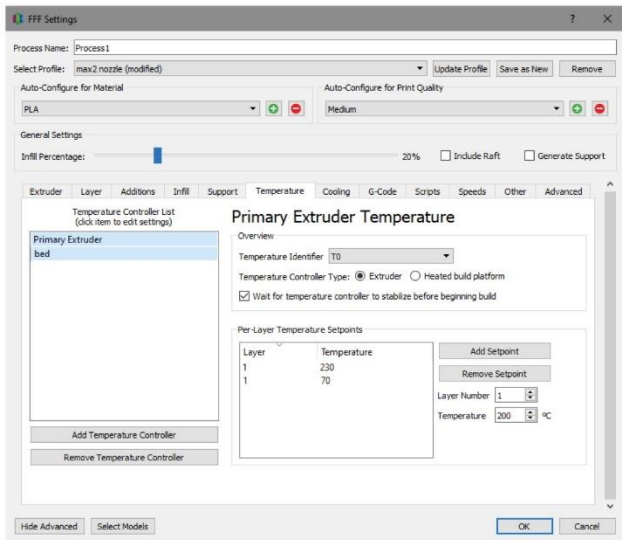 FFF Settings
? X
Process Name: Process1
Select Profile: max2 nozzle (modified) Update Profile Save as New Remove
Auto-Configure for Material Auto-Configure for Print Quality
PLA Medium
General Settings
Infill Percentage: 20% Include Raft Generate Support
Extruder Layer Additions Infill Support Temperature Cooling G-Code Scripts Speeds Other Advanced
Temperature Controller List
(click item to edit settings)
Primary Extruder
bed
Add Temperature Controller
Remove Temperature Controller
Primary Extruder Temperature
Overview
Temperature Identifier T0
Temperature Controller Type: Extruder Heated build platform
Wait for temperature controller to stabilize before beginning build
Per-Layer Temperature Setpoints
Layer Temperature
1 230
1 70
Add Setpoint
Remove Setpoint
Layer Number 1
Temperature 200 ºC
Hide Advanced Select Models OK Cancel